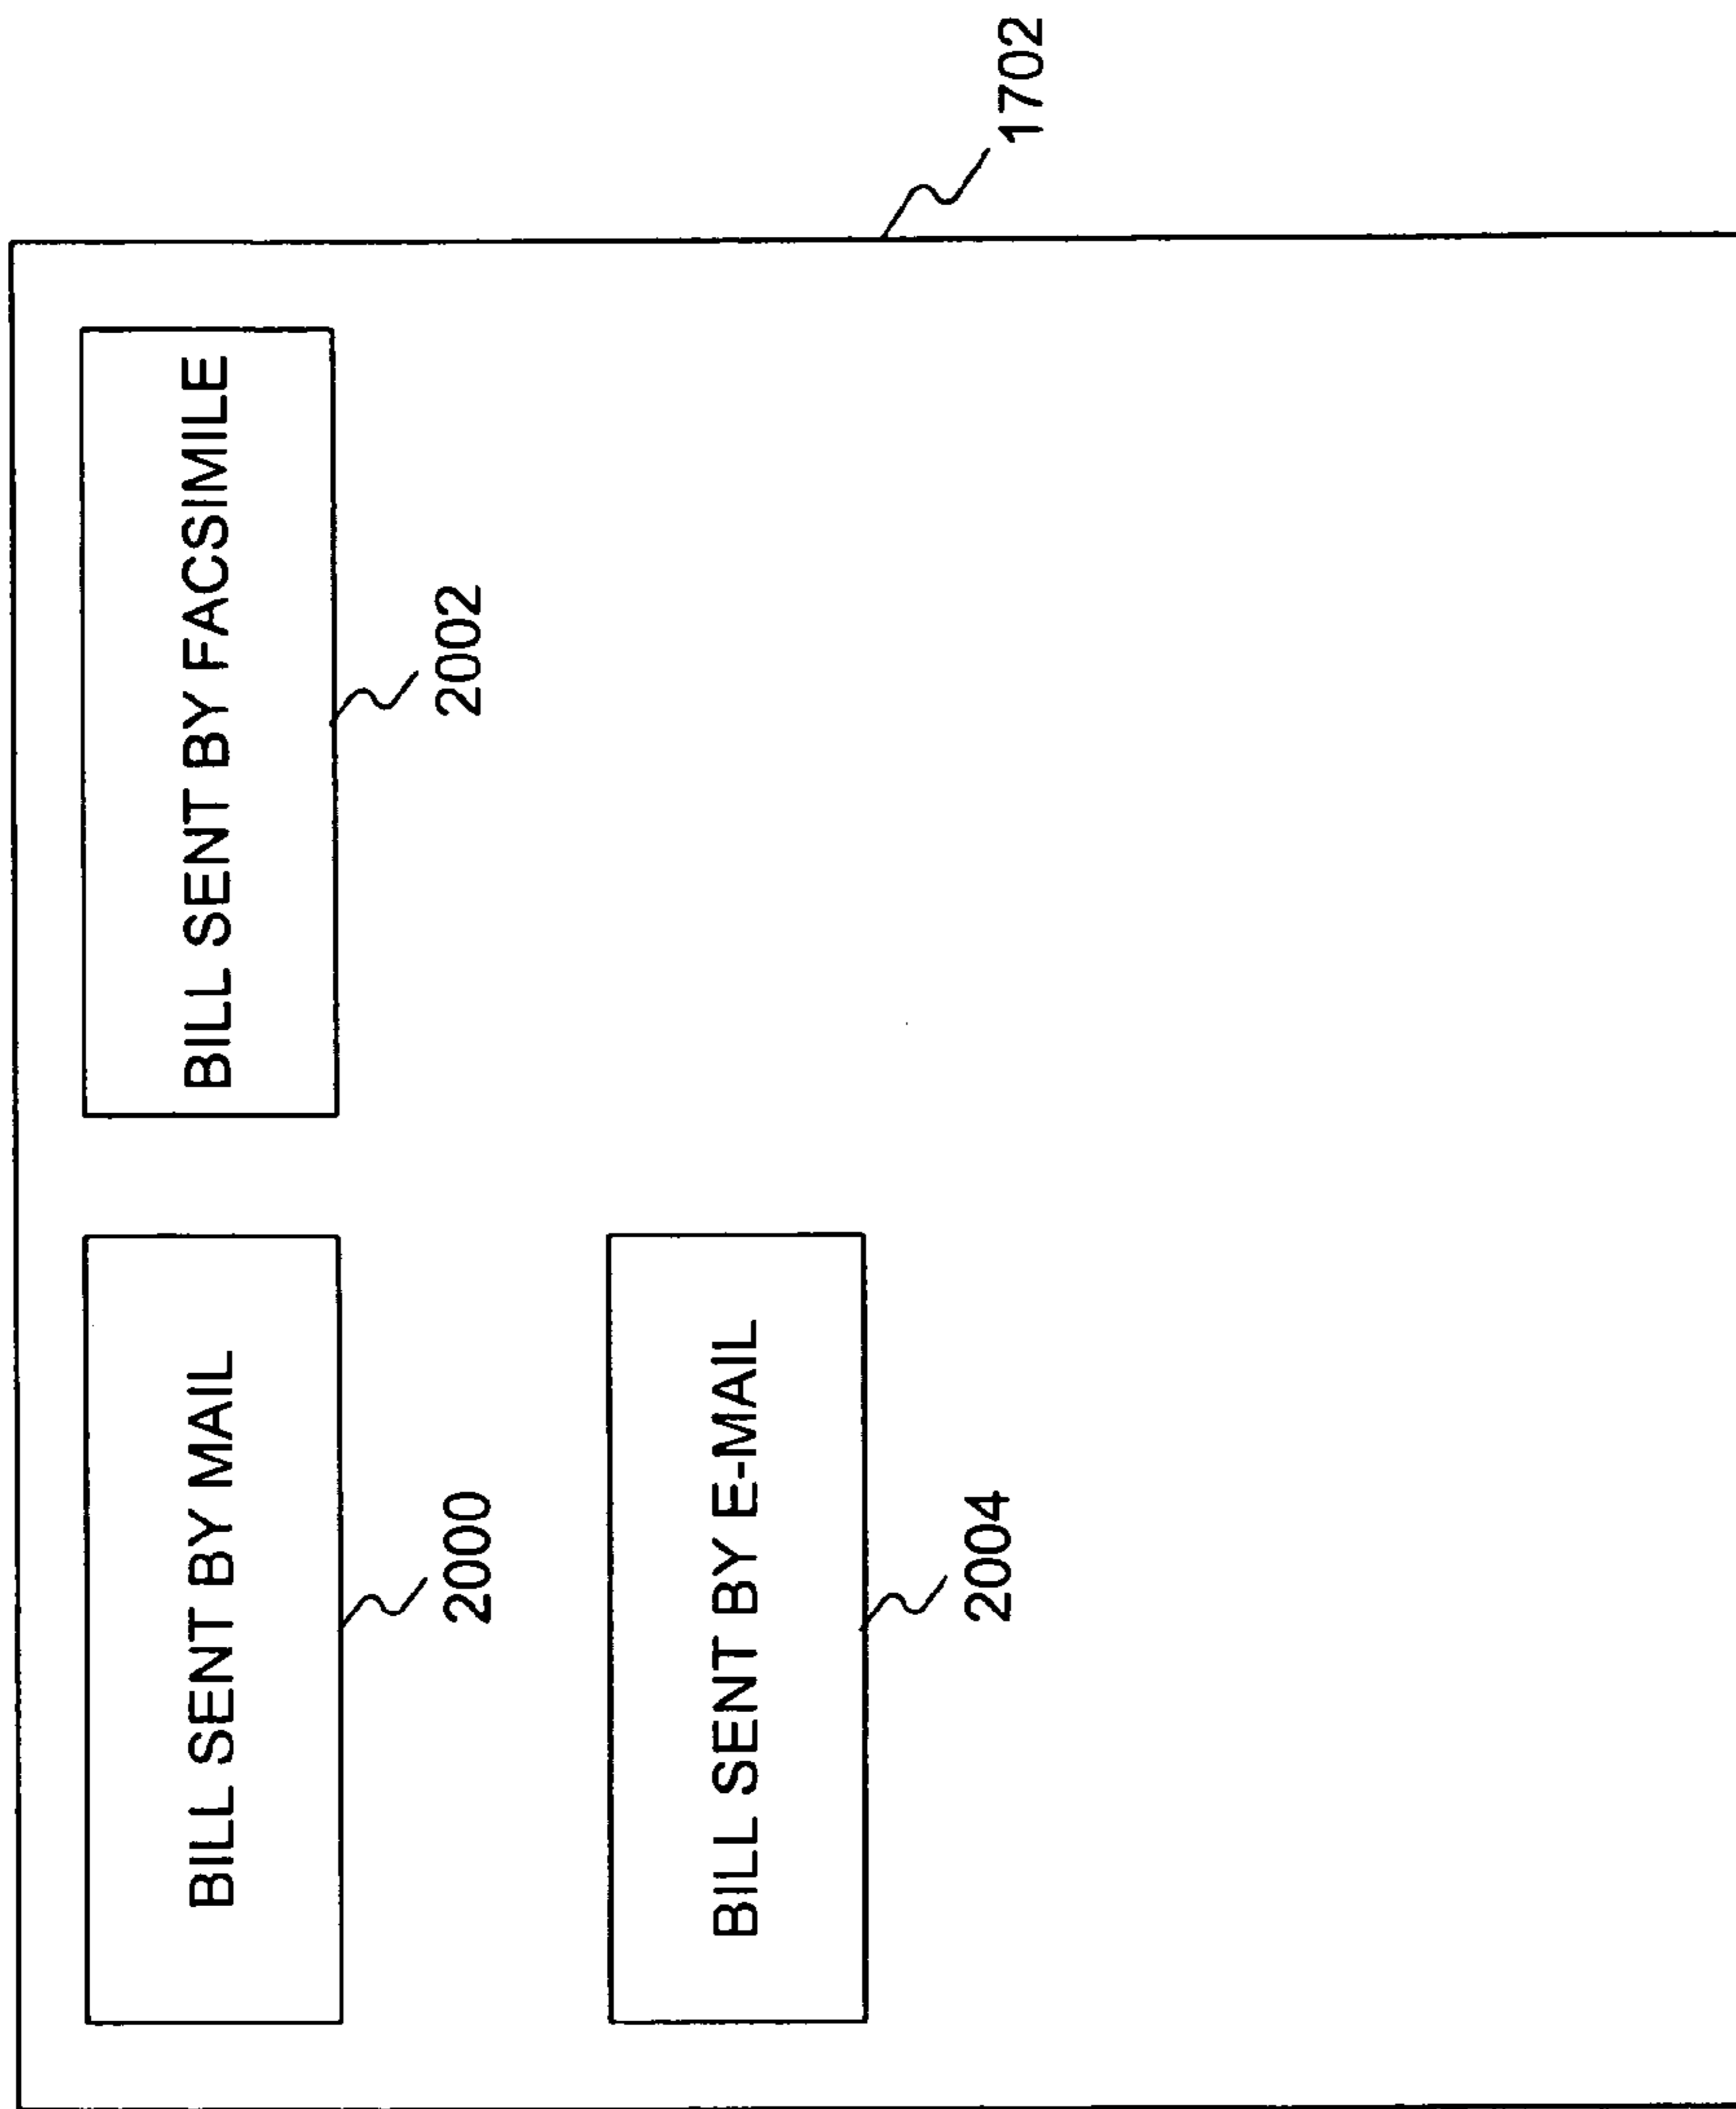 BILL SENT BY MAIL
2000
BILL SENT BY FACSIMILE
2002
BILL SENT BY E-MAIL
2004
1702